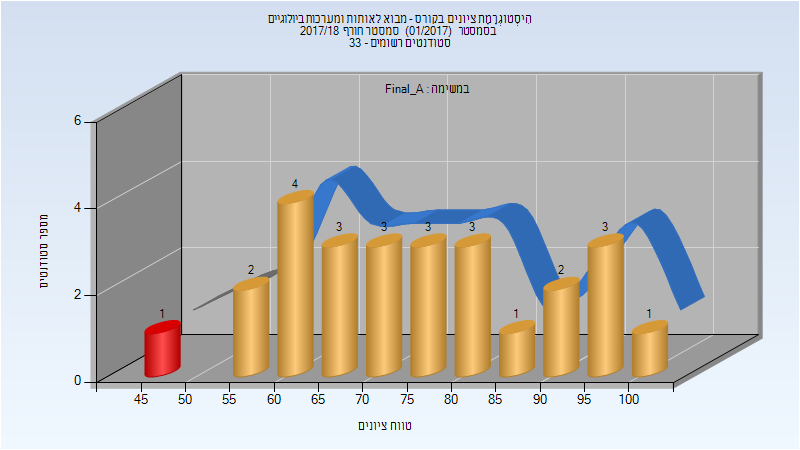 היסטוגרמת ציונים בקורס - מבוא לאותות ומערכות ביולוגיים
בסמסטר (01/2017) סמסטר חורף 2017/18
סטודנטים רשומים - 33
במשימה : Final_A
מספר סטודנטים
6
4
2
0
1
2
4
3
3
3
3
1
2
3
1
45 50 55 60 65 70 75 80 85 90 95 100
טווח ציונים